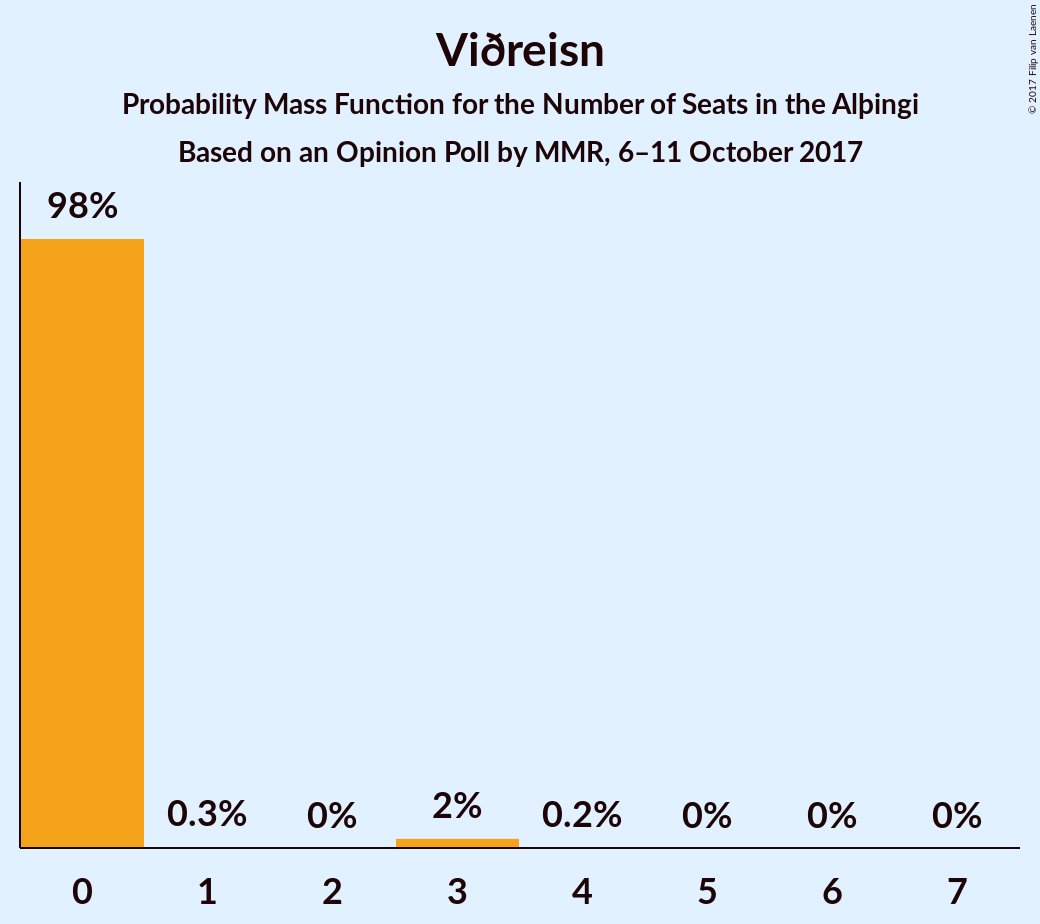 Viðreisn
Probability Mass Function for the Number of Seats in the Alþingi
Based on an Opinion Poll by MMR, 6–11 October 2017
© 2017 Filip van Laenen
98%
0.3%
0%
2%
0.2%
0%
0%
0%
0 1 2 3 4 5 6 7